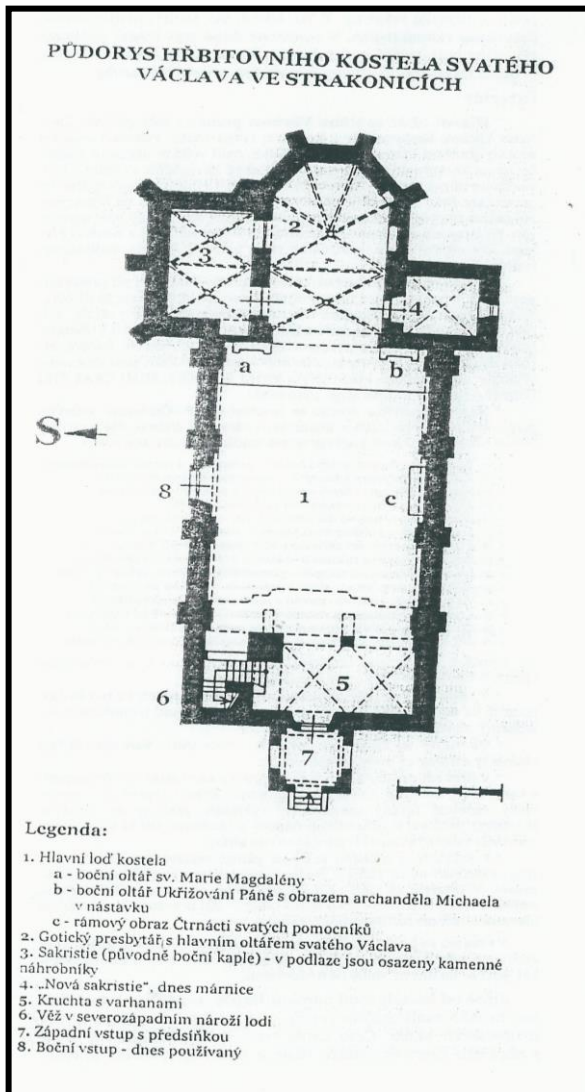 PŮDORYS HŘBITOVNÍHO KOSTELA SVATÉHO
VÁCLAVA VE STRAKONICÍCH
2
3
4
a
b
S
8
1
c
6
5
7
Legenda:
1. Hlavní loď kostela
a - boční oltář sv. Marie Magdalény
b - boční oltář Ukřižování Páně s obrazem archanděla Michaela
v nástavku
c - rámový obraz Čtrnácti svatých pomocníků
2. Gotický presbytář s hlavním oltářem svatého Václava
3. Sakristie (původně boční kaple) - v podlaze jsou osazeny kamenné
náhrobníky
4. „Nová sakristie“, dnes márnice
5. Kruchta s varhanami
6. Věž v severozápadním nároží lodi
7. Západní vstup s předsíňkou
8. Boční vstup - dnes používaný